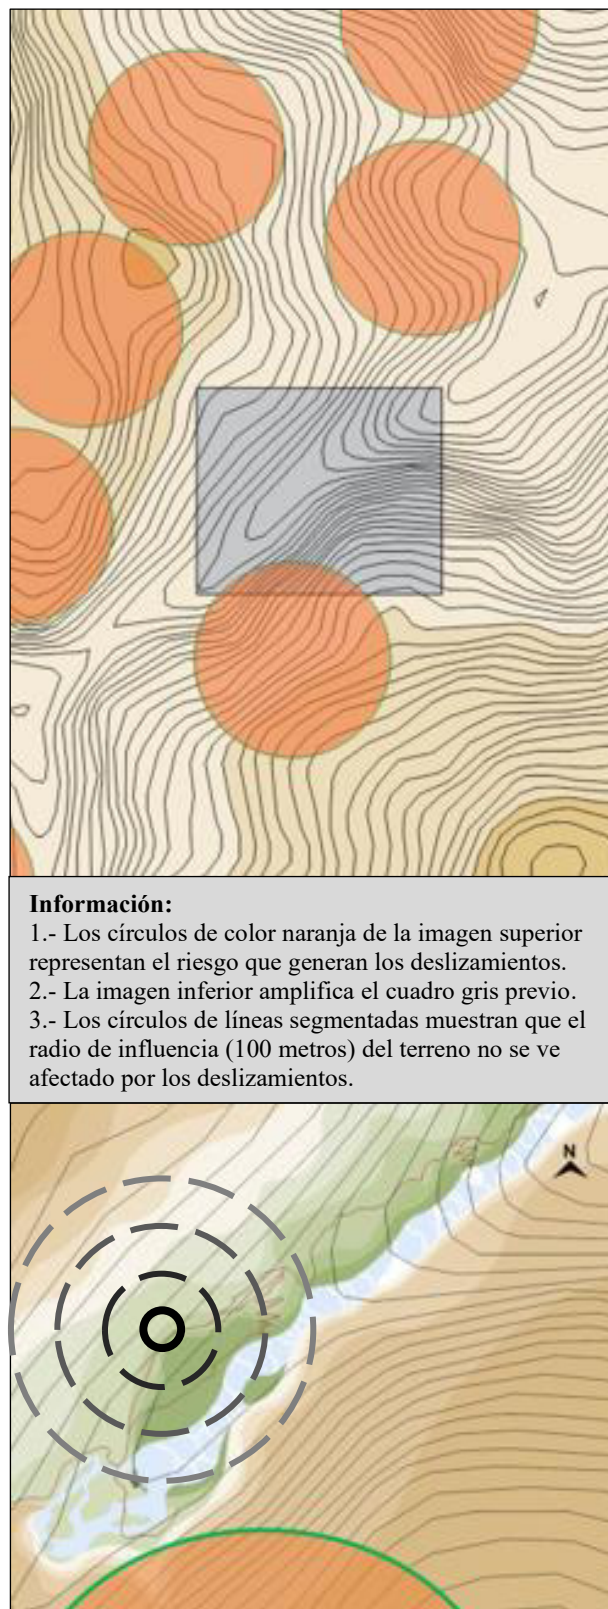 Información:
1.- Los círculos de color naranja de la imagen superior
representan el riesgo que generan los deslizamientos.
2.- La imagen inferior amplifica el cuadro gris previo.
3.- Los círculos de líneas segmentadas muestran que el
radio de influencia (100 metros) del terreno no se ve
afectado por los deslizamientos.
N